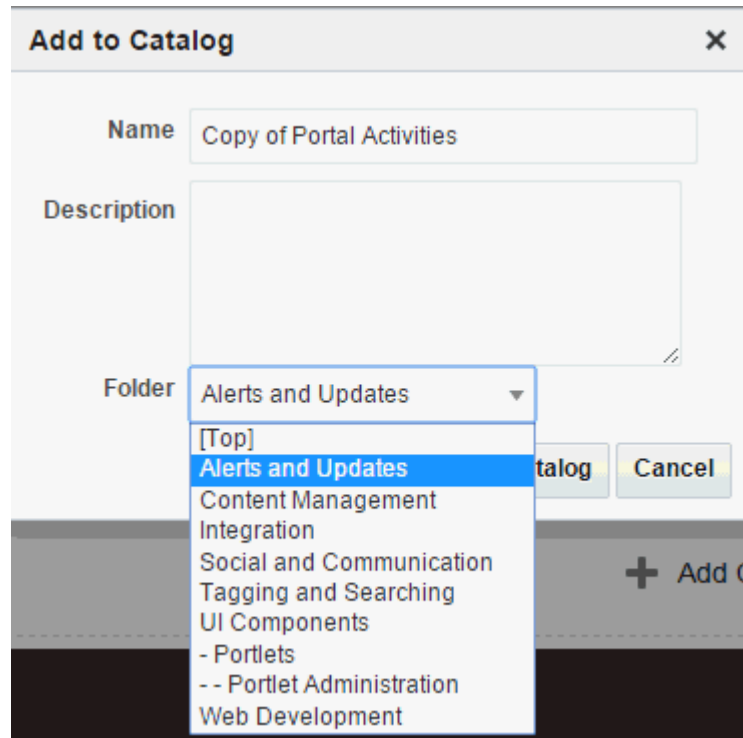 Add to Catalog
Name Copy of Portal Activities
Description
Folder Alerts and Updates
[Top]
Alerts and Updates
talog Cancel
Content Management
Integration
Social and Communication
Add
Tagging and Searching
UI Components
- Portlets
- - Portlet Administration
Web Development